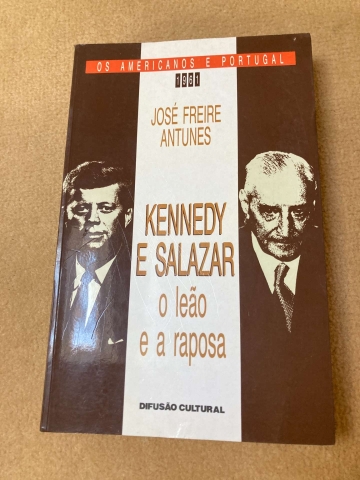 OS AMERICANOS E PORTUGAL
1961
JOSÉ FREIRE
ANTUNES
KENNEDY
E SALAZAR
o leão
e a raposa
DIFUSÃO CULTURAL